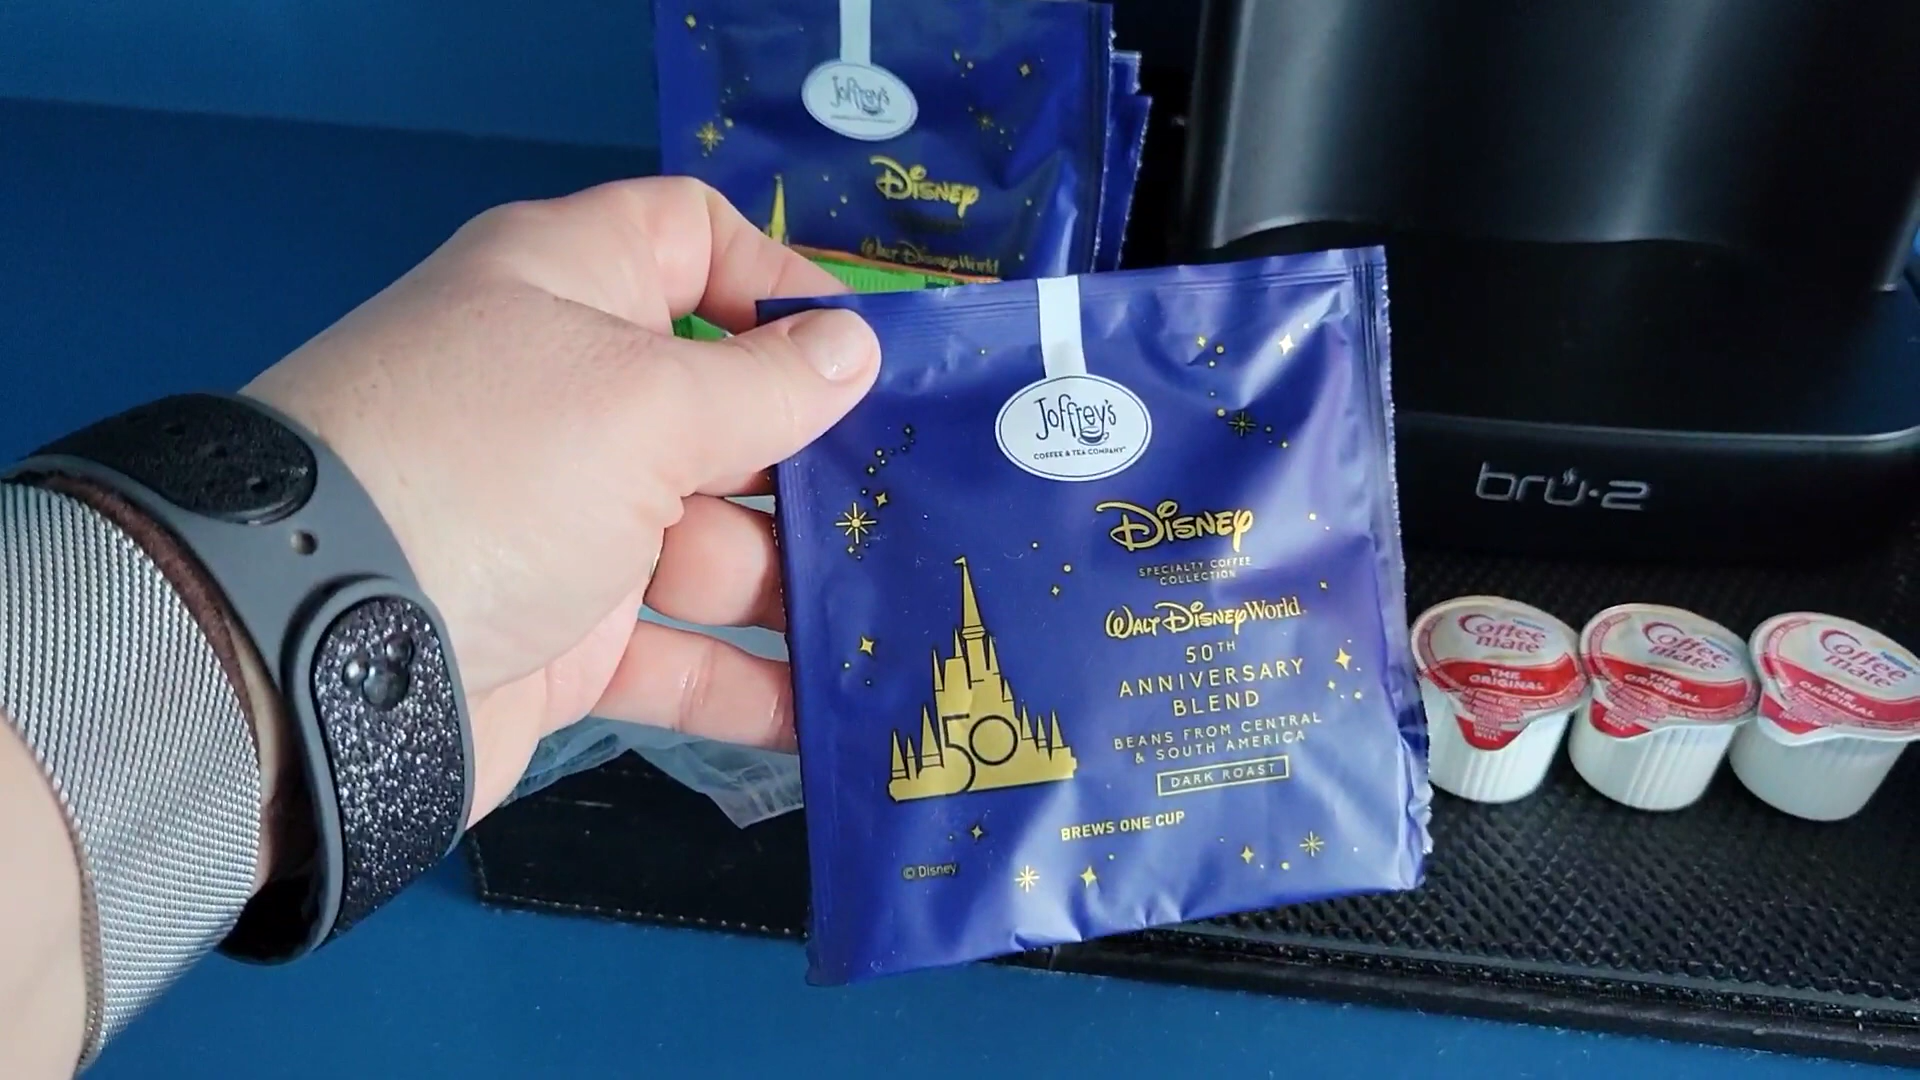 Joffrey's
Disney
Walt Disney World
Joffrey's
COFFEE & TEA COMPANY
Disney
SPECIALTY COFFEE
COLLECTION
Walt Disney World
50TH
ANNIVERSARY
BLEND
BEANS FROM CENTRAL
& SOUTH AMERICA
DARK ROAST
BREWS ONE CUP
50
© Disney
brü·2
Coffee
mate
THE
ORIGINAL
Coffee
mate
THE
ORIGINAL
Coffee
mate
THE
ORIGINAL